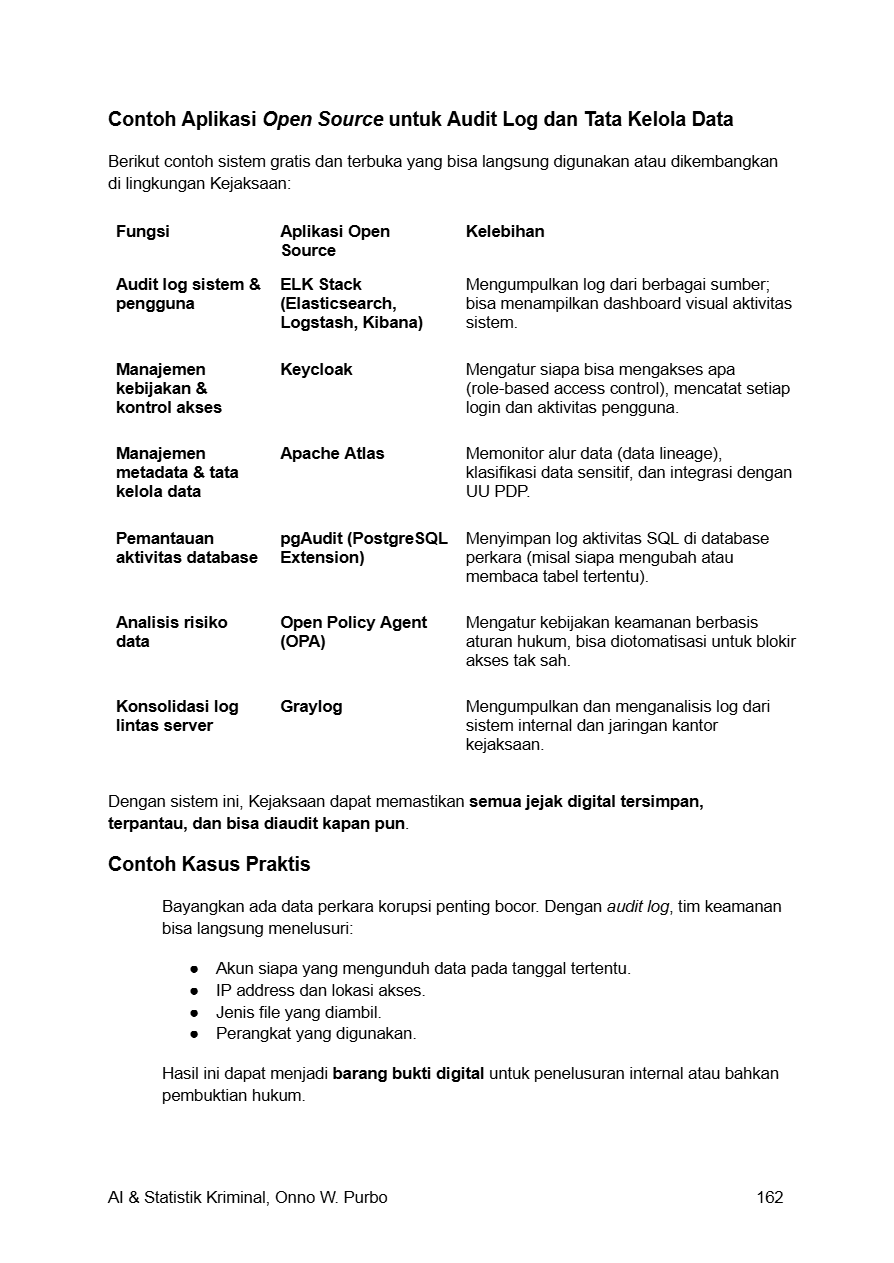 Contoh Aplikasi Open Source untuk Audit Log dan Tata Kelola Data
Berikut contoh sistem gratis dan terbuka yang bisa langsung digunakan atau dikembangkan
di lingkungan Kejaksaan:
Fungsi
Aplikasi Open
Source
Kelebihan
Audit log sistem &
pengguna
ELK Stack
(Elasticsearch,
Logstash, Kibana)
Mengumpulkan log dari berbagai sumber;
bisa menampilkan dashboard visual aktivitas
sistem.
Manajemen
kebijakan &
kontrol akses
Keycloak
Mengatur siapa bisa mengakses apa
(role-based access control), mencatat setiap
login dan aktivitas pengguna.
Manajemen
metadata & tata
kelola data
Apache Atlas
Memonitor alur data (data lineage),
klasifikasi data sensitif, dan integrasi dengan
UU PDP.
Pemantauan
aktivitas database
pgAudit (PostgreSQL
Extension)
Menyimpan log aktivitas SQL di database
perkara (misal siapa mengubah atau
membaca tabel tertentu).
Analisis risiko
data
Open Policy Agent
(OPA)
Mengatur kebijakan keamanan berbasis
aturan hukum, bisa diotomatisasi untuk blokir
akses tak sah.
Konsolidasi log
lintas server
Graylog
Mengumpulkan dan menganalisis log dari
sistem internal dan jaringan kantor
kejaksaan.
Dengan sistem ini, Kejaksaan dapat memastikan semua jejak digital tersimpan,
terpantau, dan bisa diaudit kapan pun.
Contoh Kasus Praktis
Bayangkan ada data perkara korupsi penting bocor. Dengan audit log, tim keamanan
bisa langsung menelusuri:
● Akun siapa yang mengunduh data pada tanggal tertentu.
● IP address dan lokasi akses.
● Jenis file yang diambil.
● Perangkat yang digunakan.
Hasil ini dapat menjadi barang bukti digital untuk penelusuran internal atau bahkan
pembuktian hukum.
AI & Statistik Kriminal, Onno W. Purbo 162